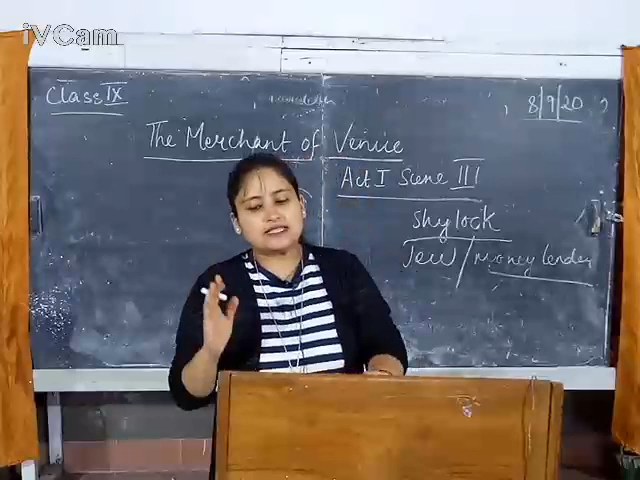 iVCam
Class IX
8/9/20
The Merchant of Venice
Act I Scene III
Shylock
Jew / Money lender